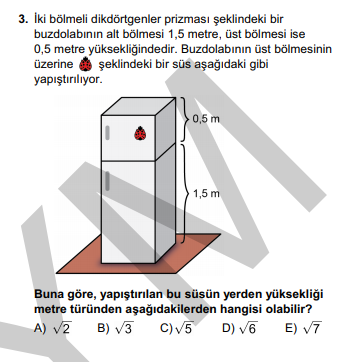 3. İki bölmeli dikdörtgenler prizması şeklindeki bir
buzdolabının alt bölmesi 1,5 metre, üst bölmesi ise
0,5 metre yüksekliğindedir. Buzdolabının üst bölmesinin
üzerine şeklindeki bir süs aşağıdaki gibi
yapıştırılıyor.
0,5 m
1,5 m
Buna göre, yapıştırılan bu süsün yerden yüksekliği
metre türünden aşağıdakilerden hangisi olabilir?
A) √2 B) √3 C) √5 D) √6 E) √7